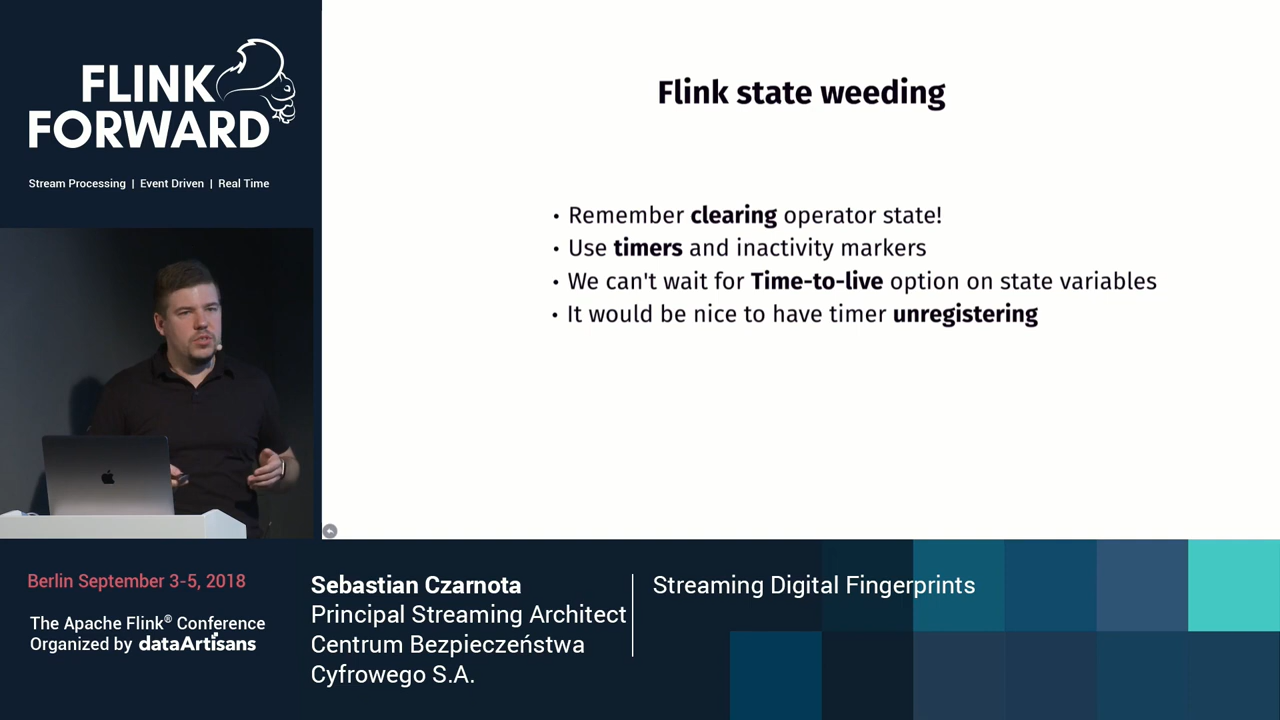 FLINK
FORWARD
Stream Processing | Event Driven | Real Time
Flink state weeding
• Remember clearing operator state!
• Use timers and inactivity markers
• We can't wait for Time-to-live option on state variables
• It would be nice to have timer unregistering
Berlin September 3-5, 2018
The Apache Flink® Conference
Organized by dataArtisans
Sebastian Czarnota
Principal Streaming Architect
Centrum Bezpieczeństwa
Cyfrowego S.A.
Streaming Digital Fingerprints